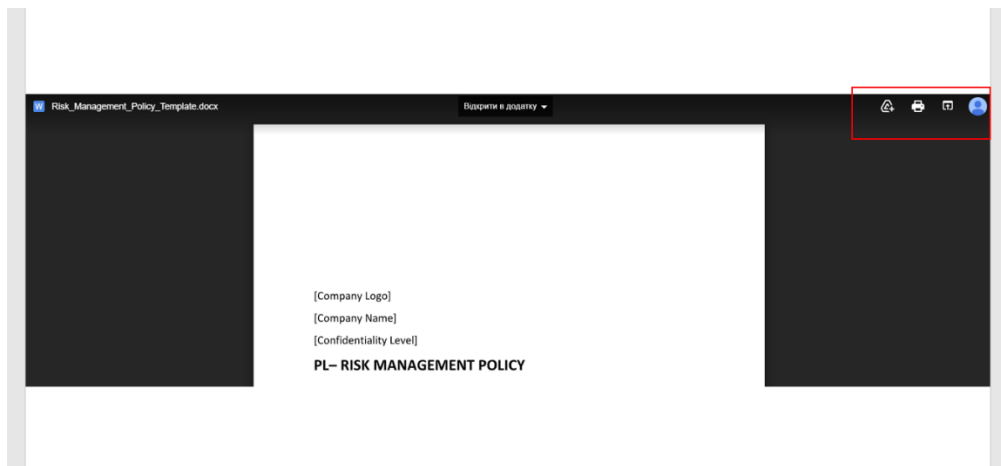 W Risk_Management_Policy_Template.docx
Відкрити в додатку
[Company Logo]
[Company Name]
[Confidentiality Level]
PL– RISK MANAGEMENT POLICY